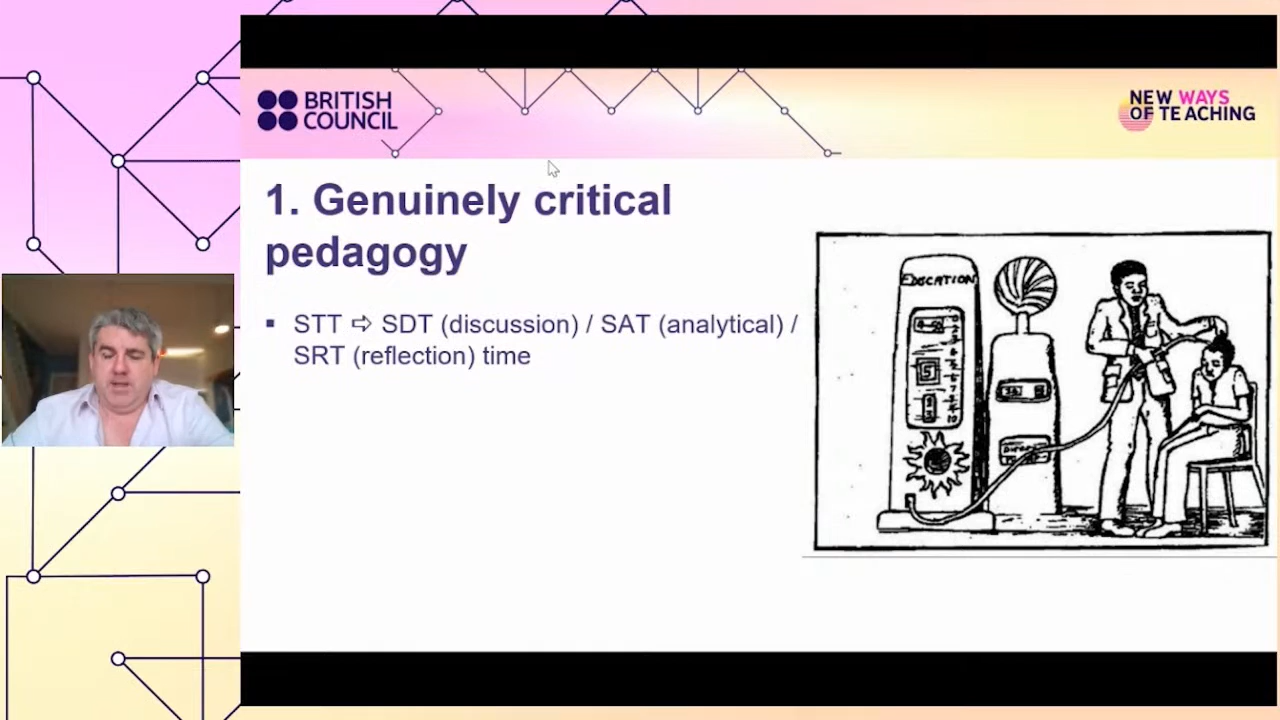 BRITISH
COUNCIL
NEW WAYS
OF TEACHING
1. Genuinely critical
pedagogy
▪ STT ⇨ SDT (discussion) / SAT (analytical) /
SRT (reflection) time
EDUCATION